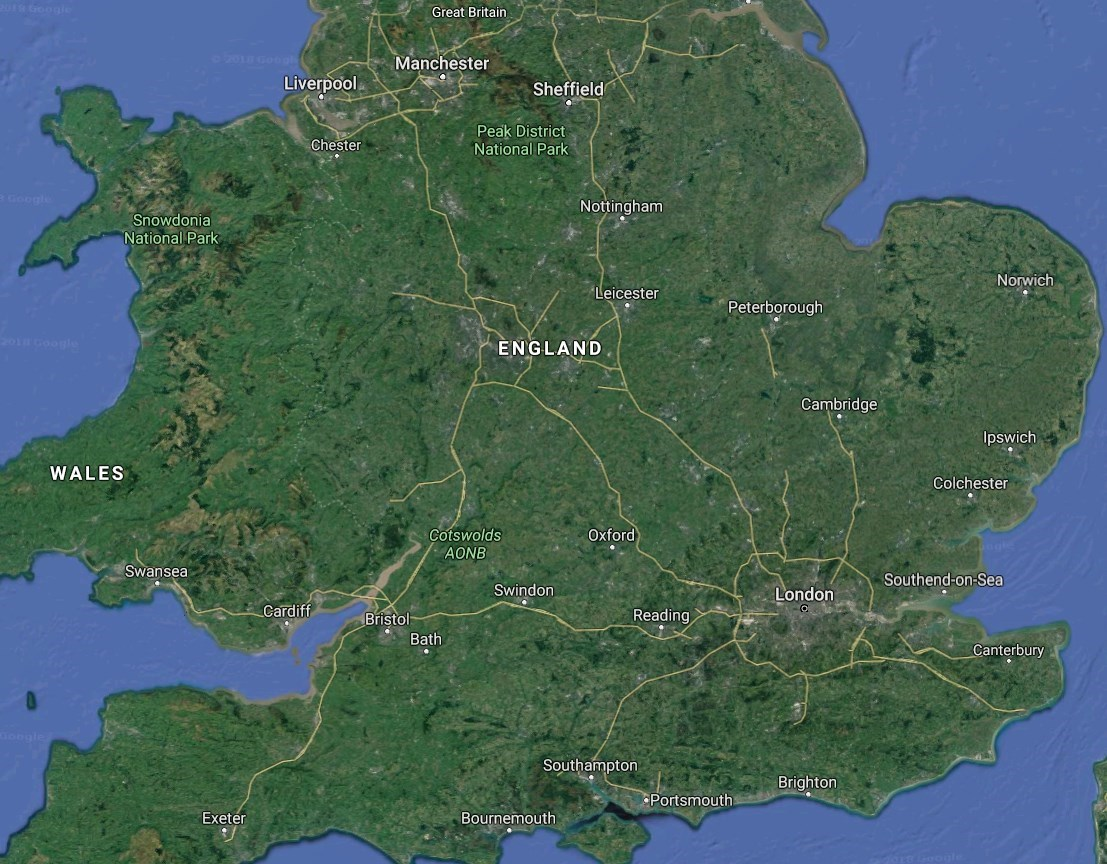 Great Britain
Manchester
Liverpool
Sheffield
Peak District
National Park
Chester
Nottingham
Snowdonia
National Park
Norwich
Leicester
Peterborough
ENGLAND
Cambridge
Ipswich
WALES
Colchester
Cotswolds
AONB
Oxford
Swansea
Southend-on-Sea
Swindon
London
Cardiff
Bristol
Reading
Bath
Canterbury
Southampton
Brighton
Portsmouth
Exeter
Bournemouth